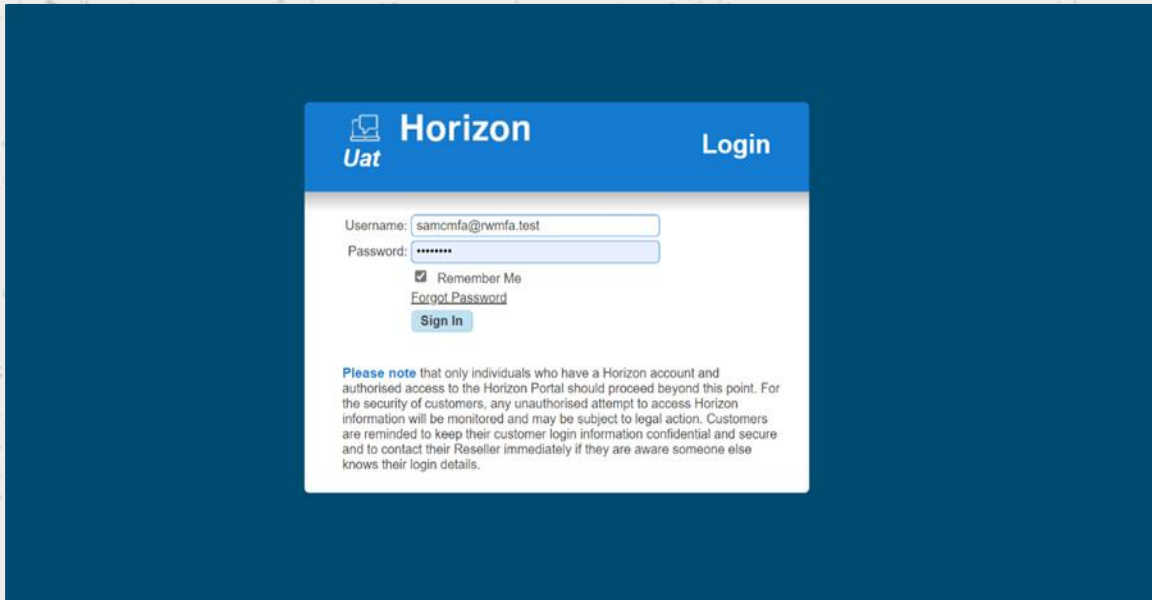 Horizon
Uat
Login
Username: samcmfa@rwmfa.test
Password: ••••••••
Remember Me
Forgot Password
Sign In
Please note that only individuals who have a Horizon account and
authorised access to the Horizon Portal should proceed beyond this point. For
the security of customers, any unauthorised attempt to access Horizon
information will be monitored and may be subject to legal action. Customers
are reminded to keep their customer login information confidential and secure
and to contact their Reseller immediately if they are aware someone else
knows their login details.